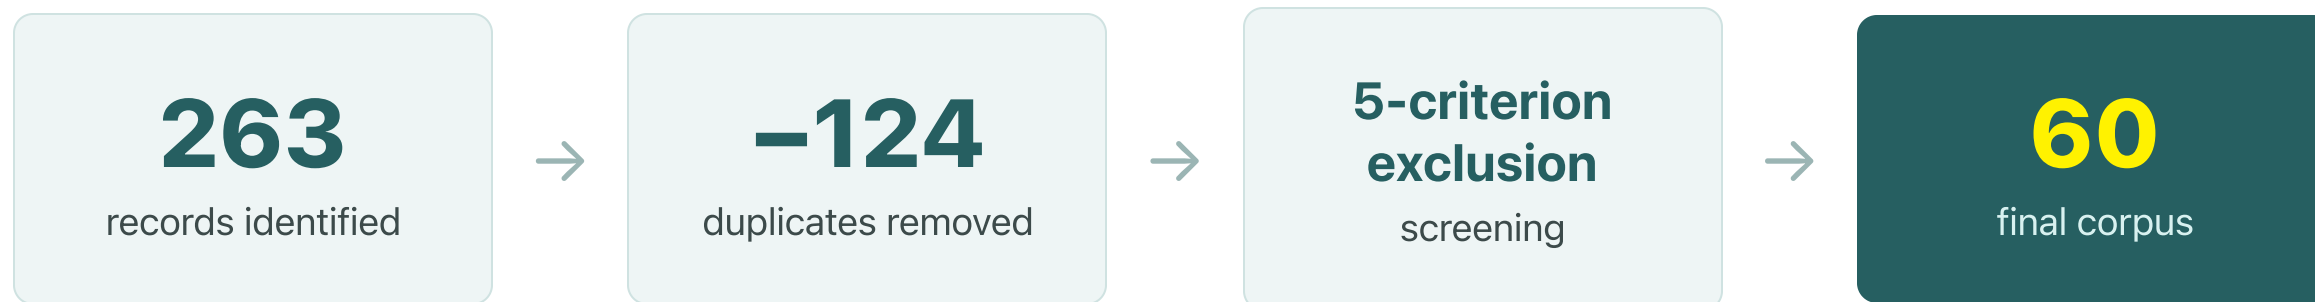 263
records identified
–124
duplicates removed
5-criterion
exclusion
screening
60
final corpus